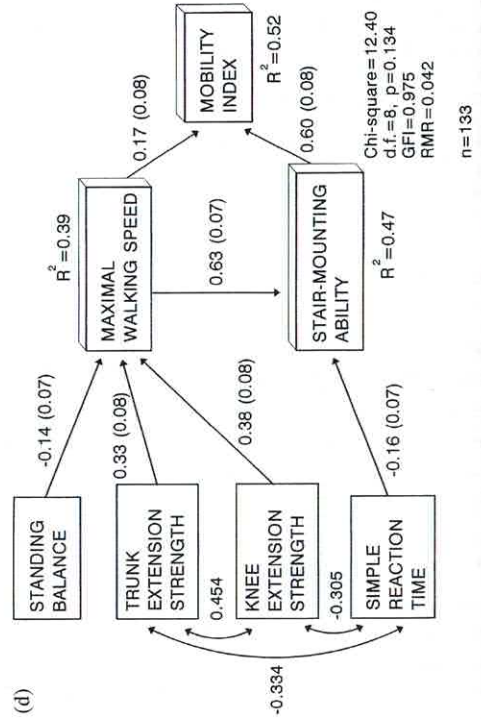 (d)
STANDING
BALANCE
TRUNK
EXTENSION
STRENGTH
KNEE
EXTENSION
STRENGTH
SIMPLE
REACTION
TIME
-0.334
0.454
-0.305
-0.14 (0.07)
0.33 (0.08)
0.38 (0.08)
-0.16 (0.07)
R²=0.39
MAXIMAL
WALKING SPEED
0.63 (0.07)
STAIR-MOUNTING
ABILITY
R²=0.47
0.17 (0.08)
0.60 (0.08)
MOBILITY
INDEX
R²=0.52
Chi-square=12.40
d.f.=8, p=0.134
GFI=0.975
RMR=0.042
n=133